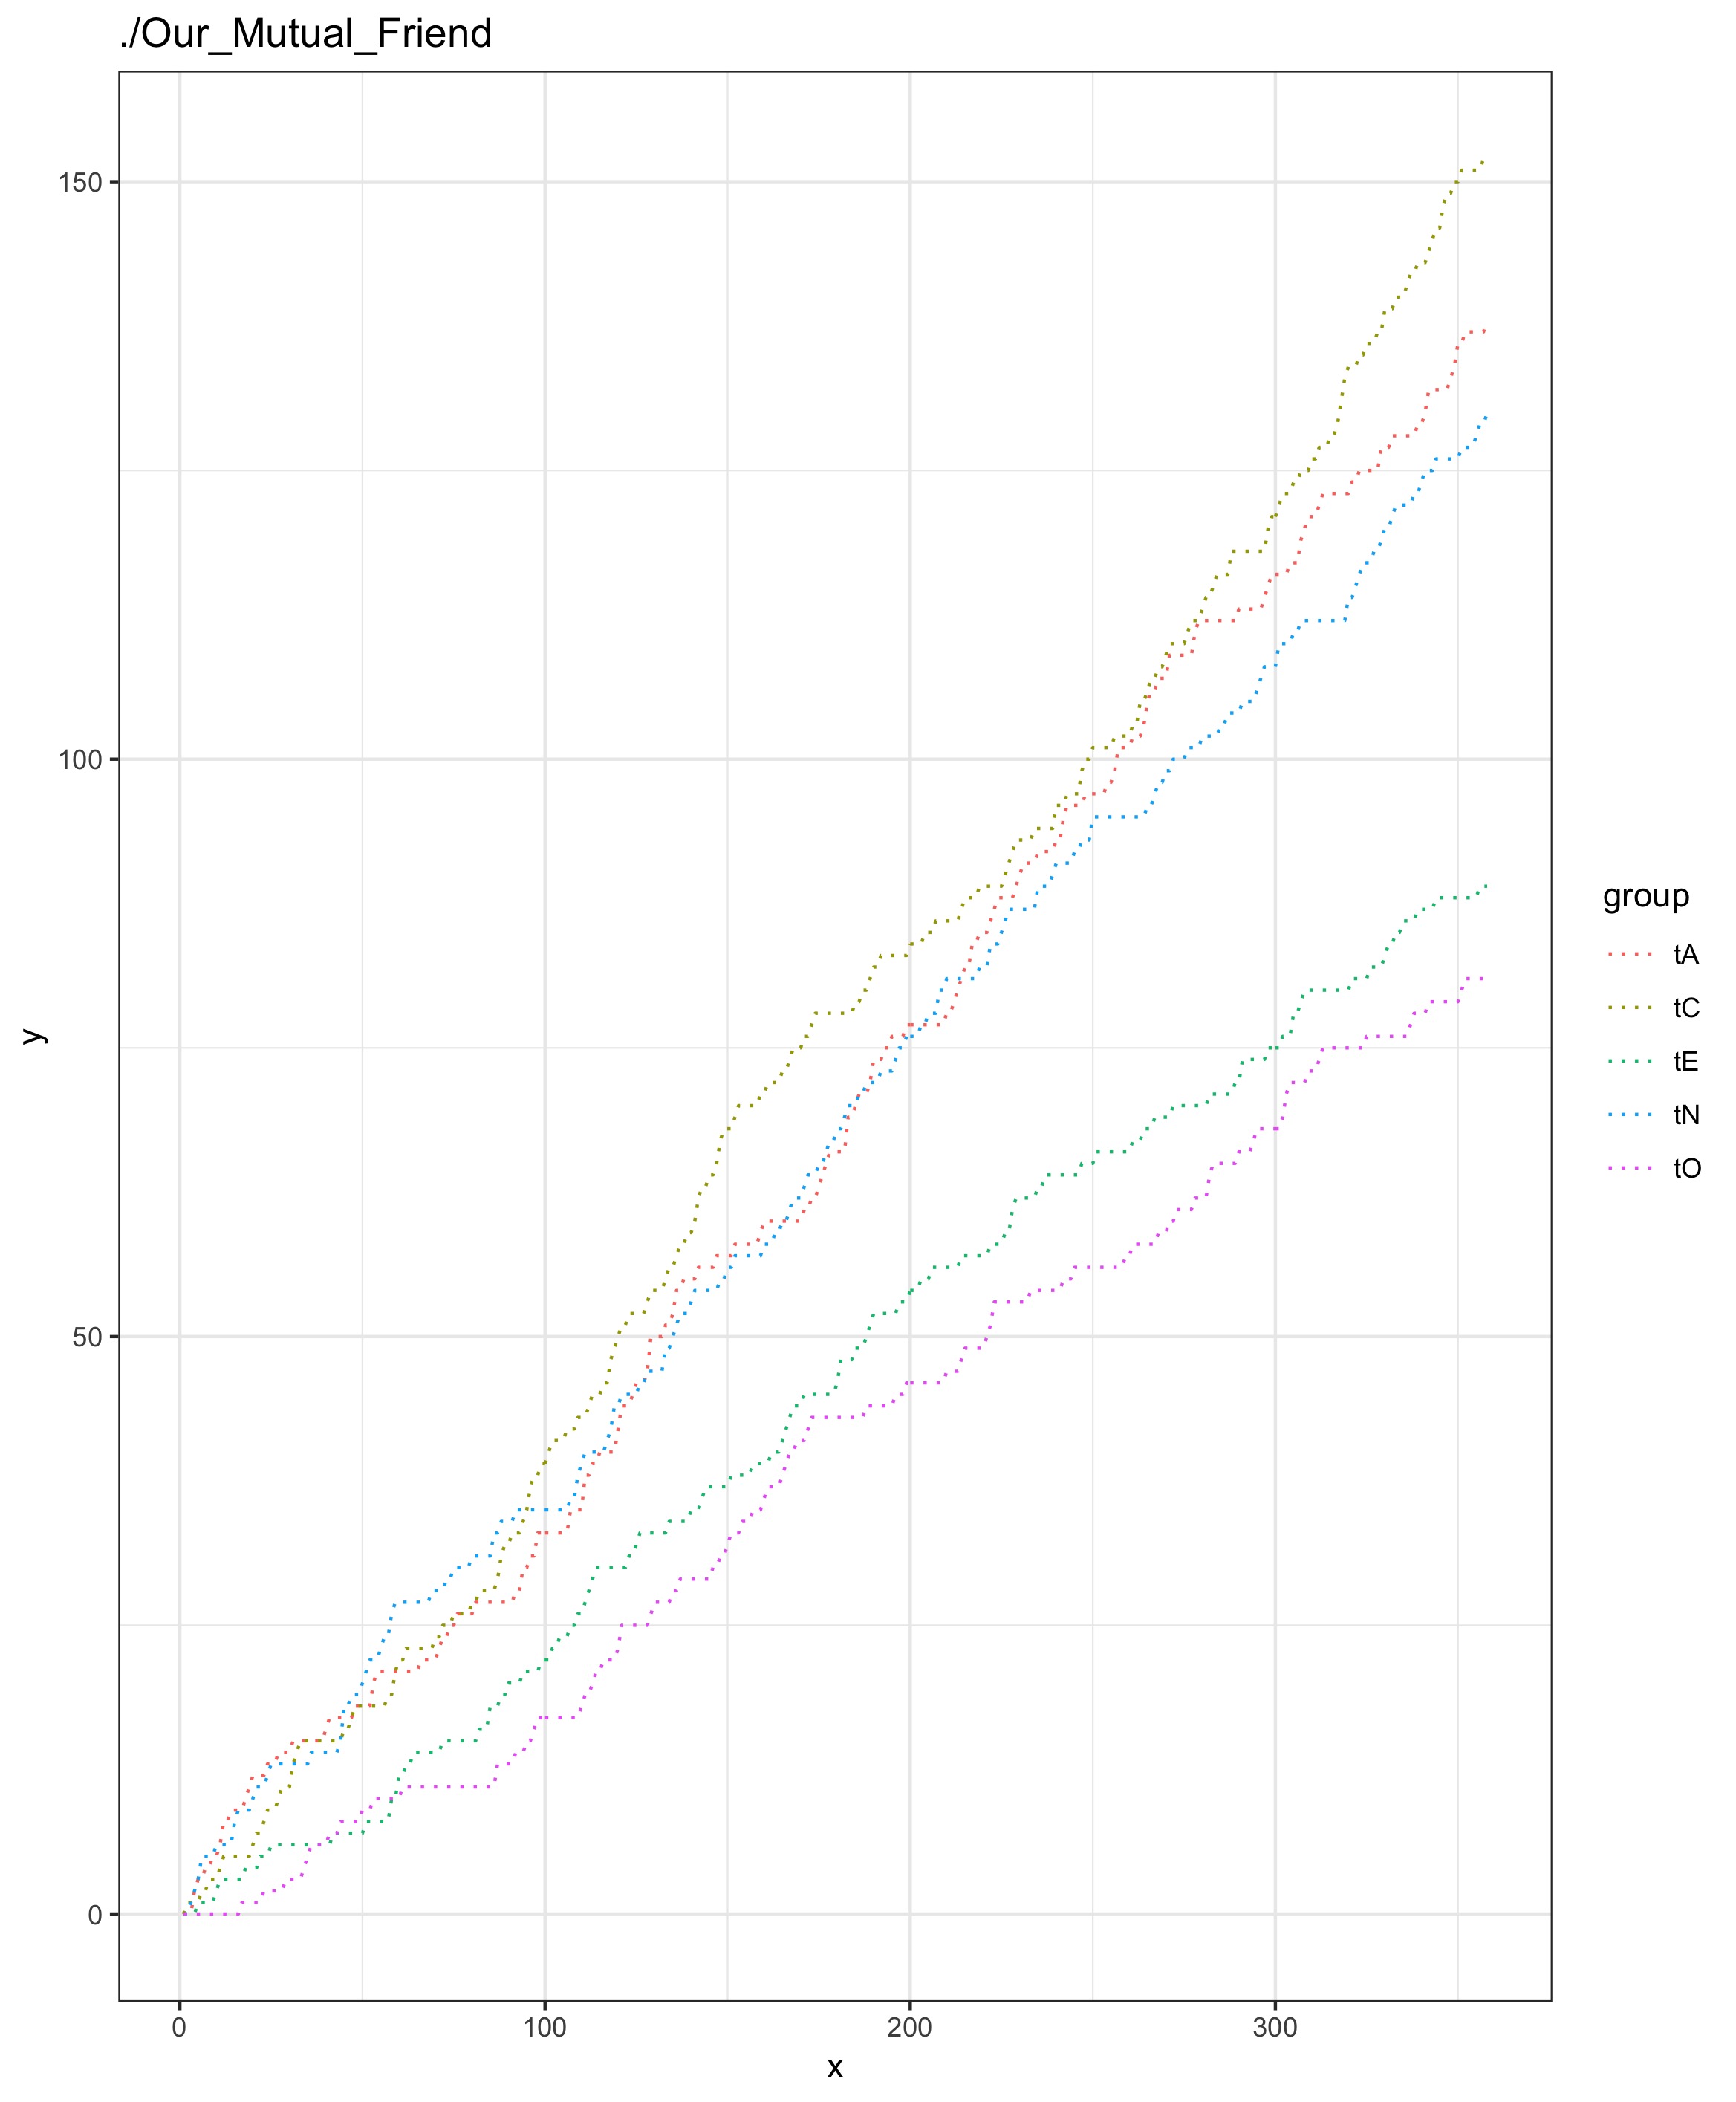 ./Our_Mutual_Friend
150
100
50
0
y
0 100 200 300
x
group
tA
tC
tE
tN
tO